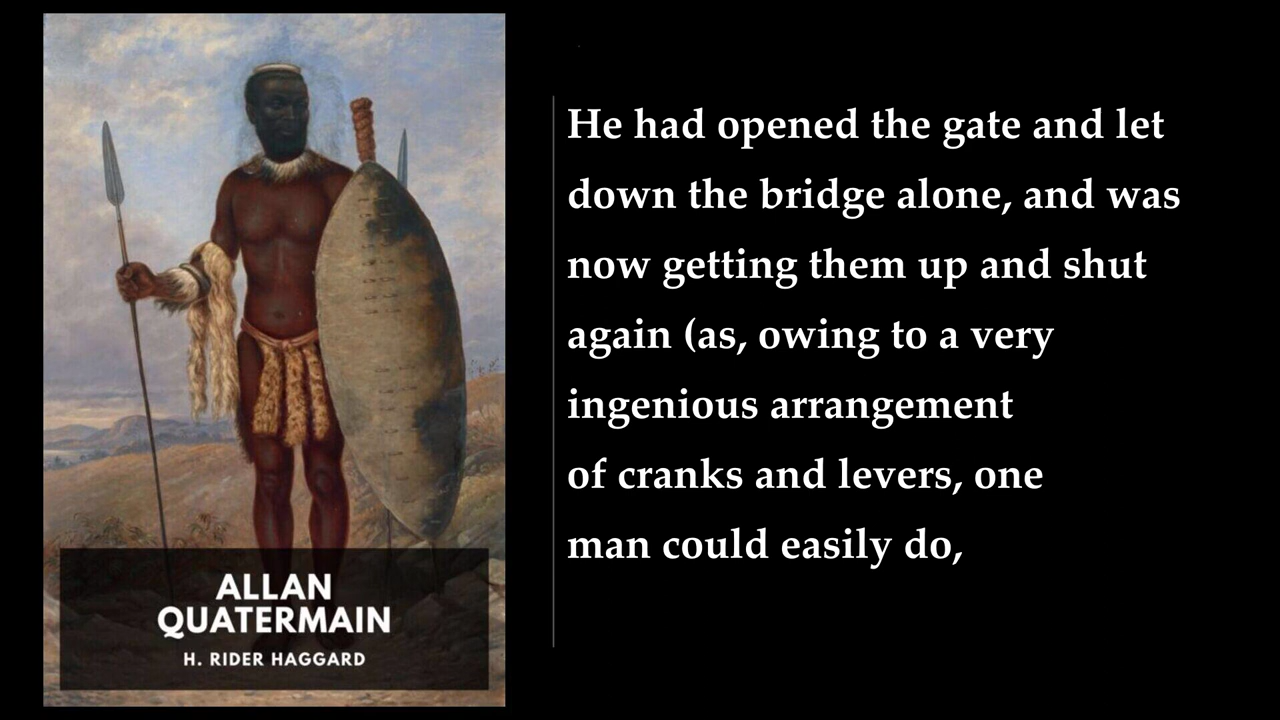 ALLAN
QUATERMAIN
H. RIDER HAGGARD
He had opened the gate and let
down the bridge alone, and was
now getting them up and shut
again (as, owing to a very
ingenious arrangement
of cranks and levers, one
man could easily do,